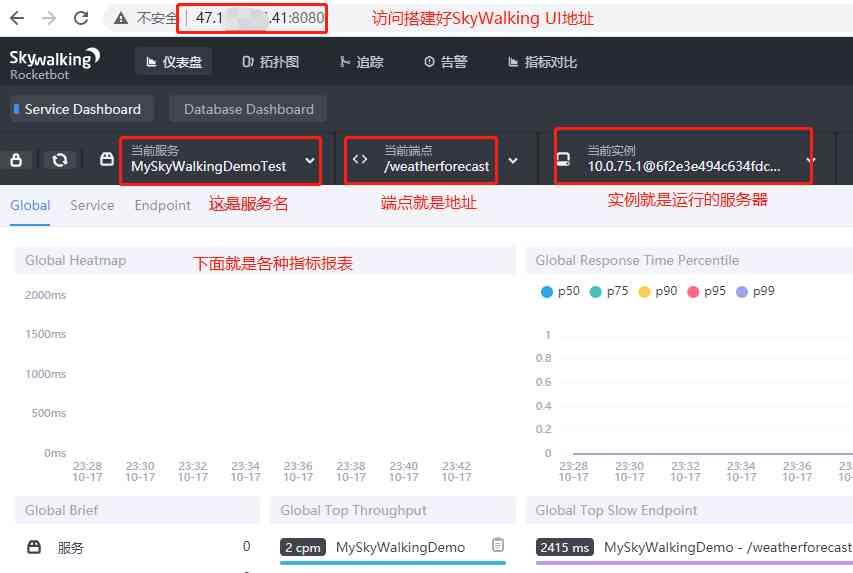 不安全 47.1 .41:8080 访问搭建好SkyWalking UI地址
Skywalking
Rocketbot
仪表盘 拓扑图 追踪 告警 指标对比
Service Dashboard Database Dashboard
当前服务 当前端点 当前实例
MySkyWalkingDemoTest /weatherforecast 10.0.75.1@6f2e3e494c634fdc...
Global Service Endpoint 这是服务名 端点就是地址 实例就是运行的服务器
Global Heatmap 下面就是各种指标报表 Global Response Time Percentile
2000ms p50 p75 p90 p95 p99
1500ms 1
1000ms 0.8
0.6
500ms 0.4
0.2
0ms 0
23:28 23:30 23:32 23:34 23:36 23:38 23:40 23:42 23:28 23:30 23:32 23:34 23:36
10-17 10-17 10-17 10-17 10-17 10-17 10-17 10-17 10-17 10-17 10-17 10-17 10-17
Global Brief Global Top Throughput Global Top Slow Endpoint
服务 0 2 cpm MySkyWalkingDemo 2415 ms MySkyWalkingDemo - /weatherforecast